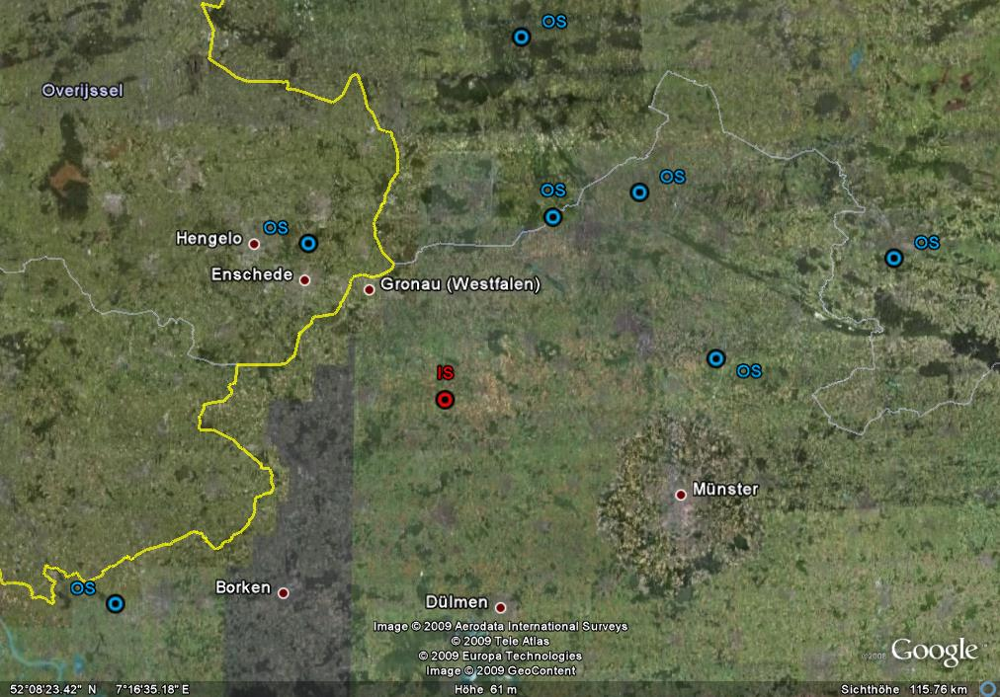 OS
Overijssel
OS
OS
Hengelo
OS
OS
Enschede
Gronau (Westfalen)
IS
OS
Münster
OS
Borken
Dülmen
Image © 2009 Aerodata International Surveys
© 2009 Tele Atlas
© 2009 Europa Technologies
Image © 2009 GeoContent
©2008 Google™
52°08'23.42" N 7°16'35.18" E Höhe 61 m Sichthöhe 115.76 km